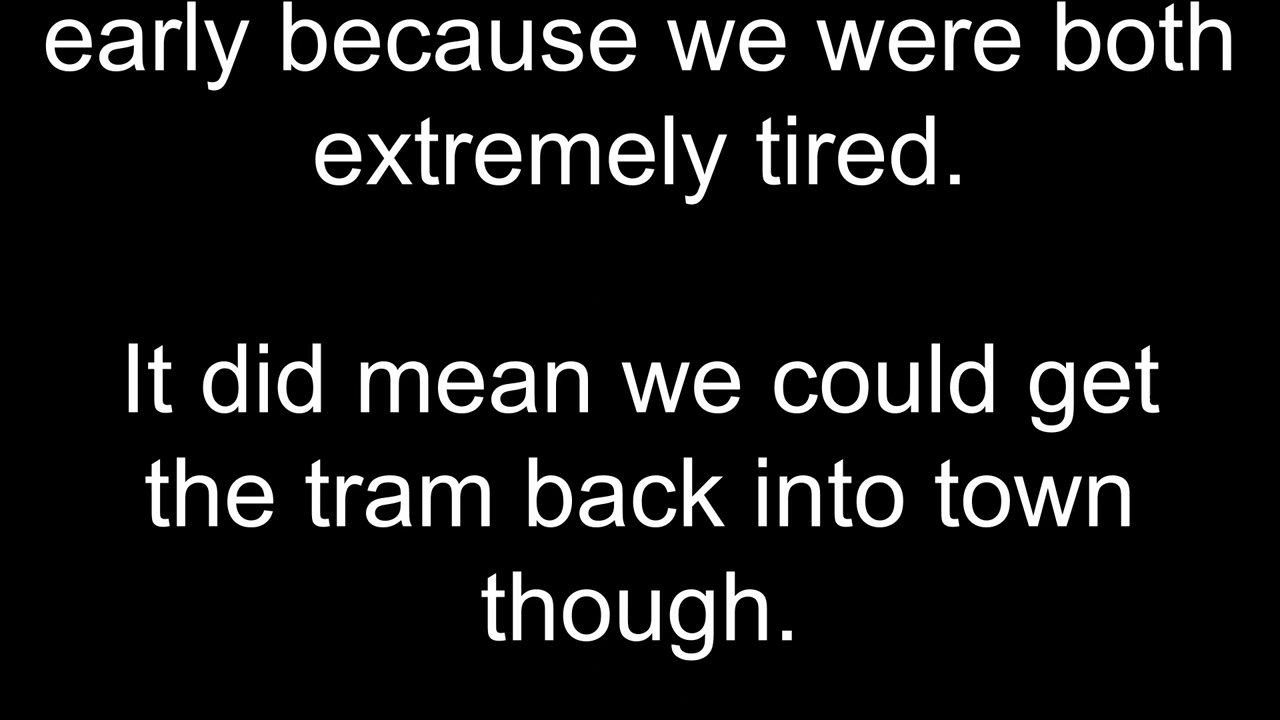 early because we were both
extremely tired.
It did mean we could get
the tram back into town
though.